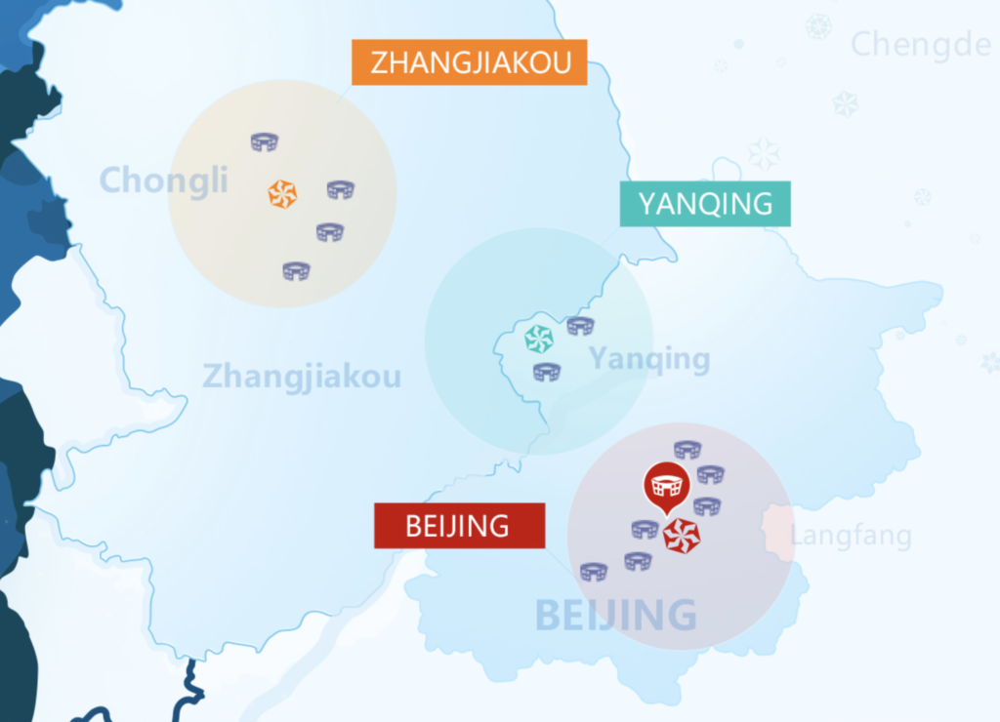 Chengde
ZHANGJIAKOU
Chongli
YANQING
Yanqing
Zhangjiakou
BEIJING
Langfang
BEIJING